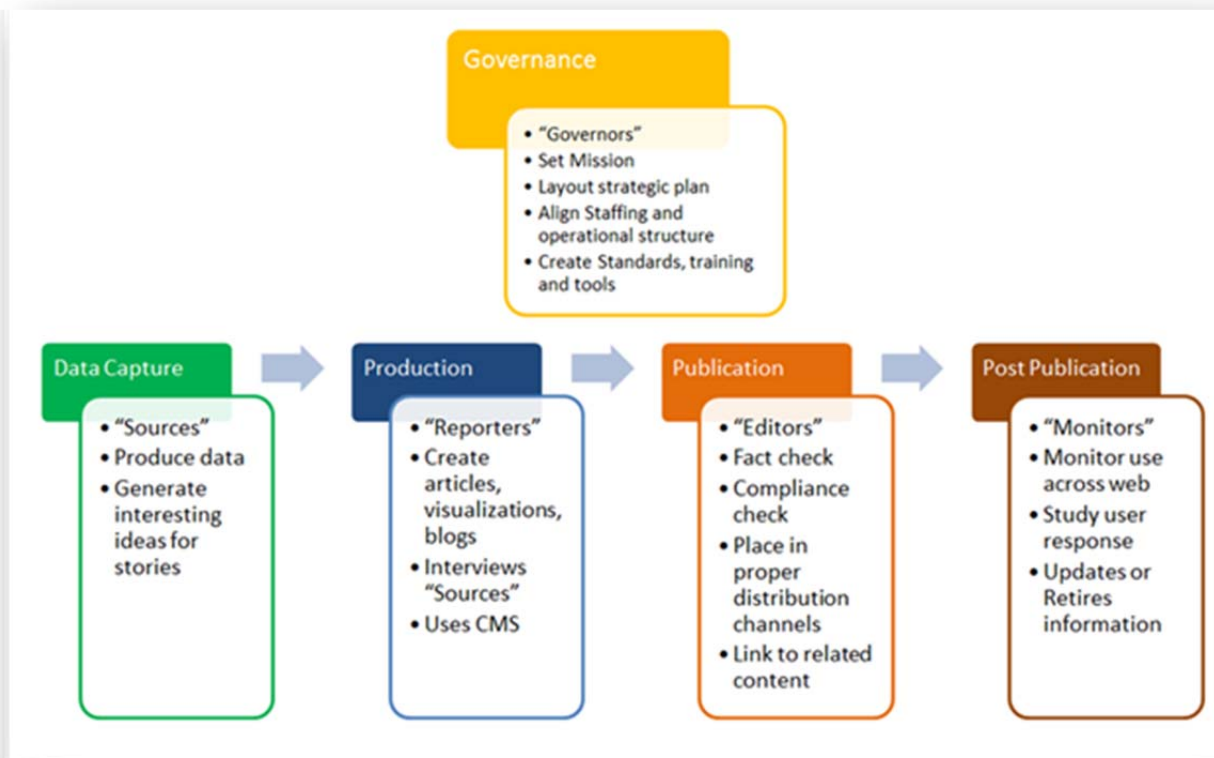 Governance
• “Governors”
• Set Mission
• Layout strategic plan
• Align Staffing and
operational structure
• Create Standards, training
and tools
Data Capture
• “Sources”
• Produce data
• Generate
interesting
ideas for
stories
Production
• “Reporters”
• Create
articles,
visualizations,
blogs
• Interviews
“Sources”
• Uses CMS
Publication
• “Editors”
• Fact check
• Compliance
check
• Place in
proper
distribution
channels
• Link to related
content
Post Publication
• “Monitors”
• Monitor use
across web
• Study user
response
• Updates or
Retires
information